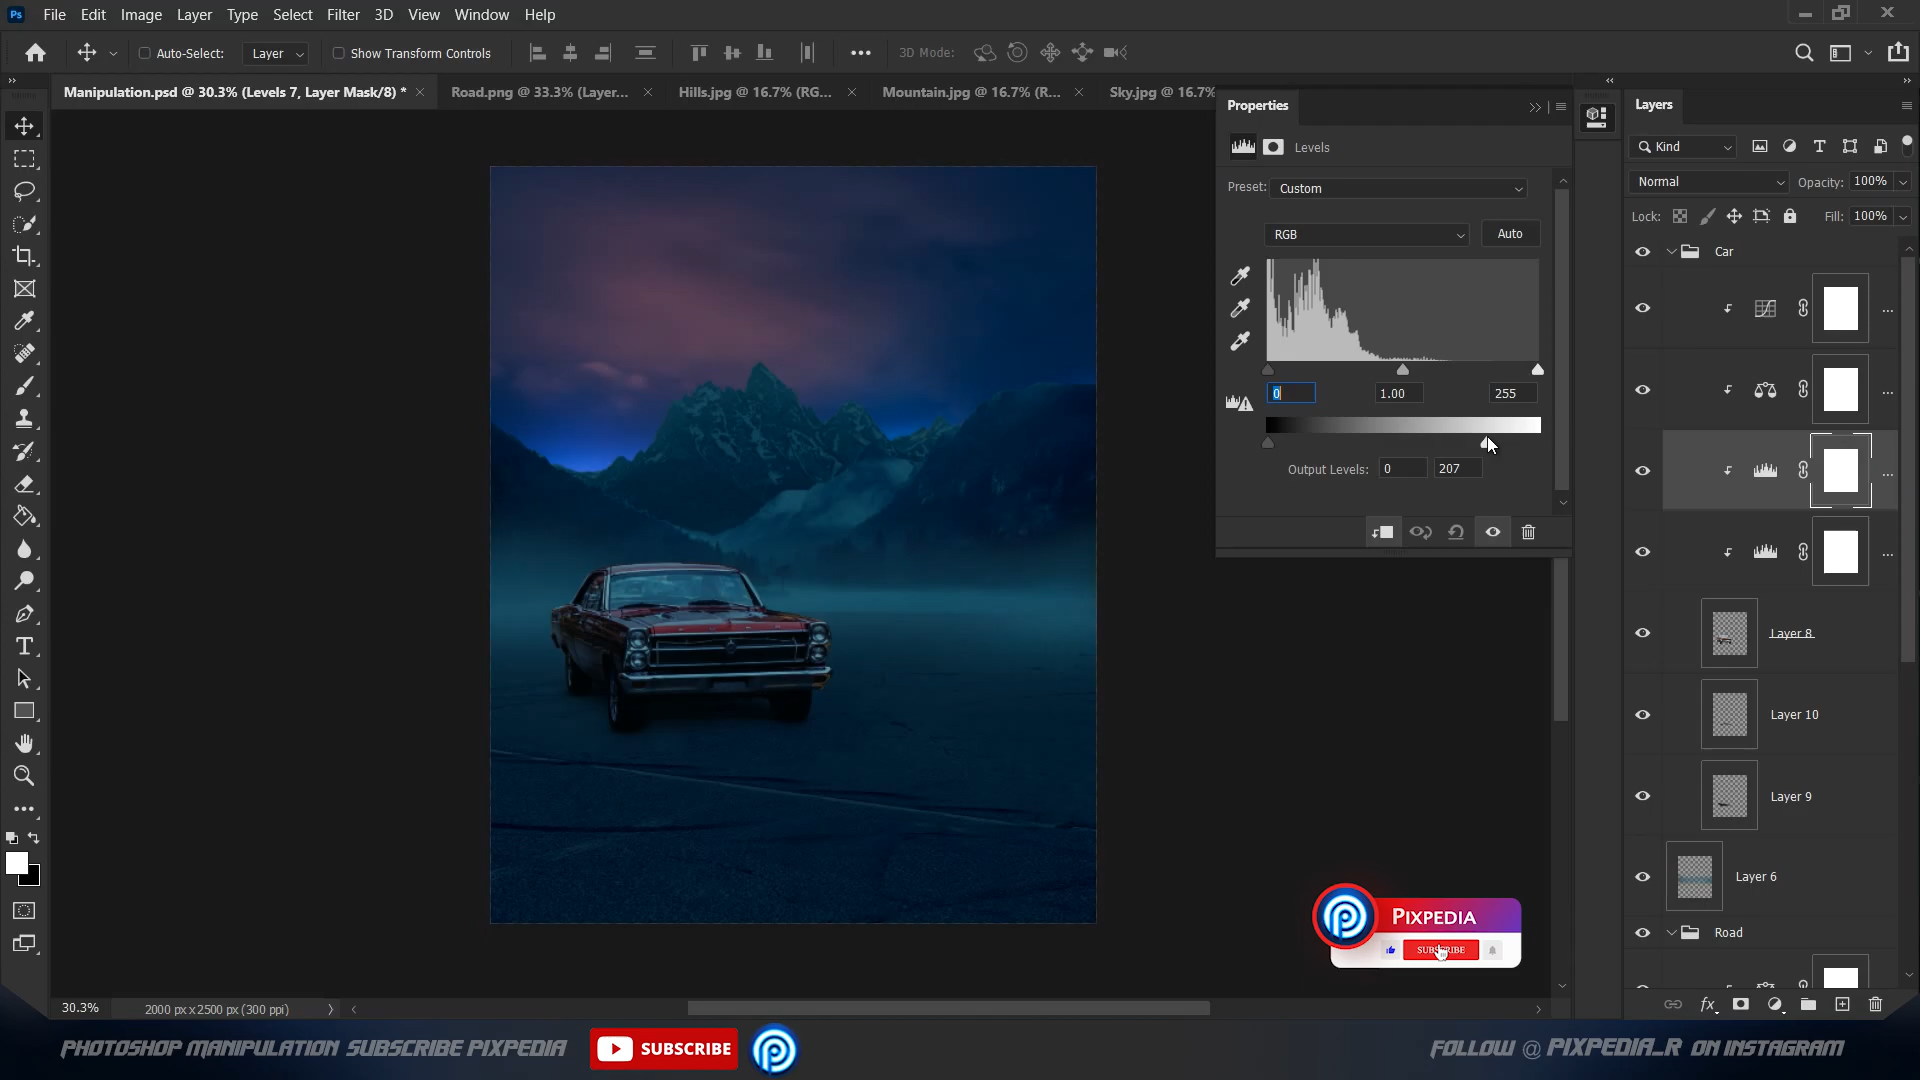 Ps File Edit Image Layer Type Select Filter 3D View Window Help
Auto-Select: Layer Show Transform Controls 3D Mode:
Manipulation.psd @ 30.3% (Levels 7, Layer Mask/8) * Road.png @ 33.3% (Layer... Hills.jpg @ 16.7% (RG... Mountain.jpg @ 16.7% (R... Sky.jpg @ 16.7%
Properties
Levels
Preset: Custom
RGB Auto
0 1.00 255
Output Levels: 0 207
Layers
Kind
Normal Opacity: 100%
Lock: Fill: 100%
Car
Layer 8
Layer 10
Layer 9
Layer 6
Road
PIXPEDIA
SUBSCRIBE
30.3% 2000 px x 2500 px (300 ppi)
PHOTOSHOP MANIPULATION SUBSCRIBE PIXPEDIA SUBSCRIBE FOLLOW @ PIXPEDIA_R ON INSTAGRAM